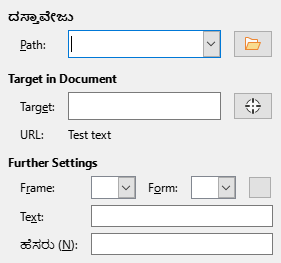 ದಸ್ತಾವೇಜು
Path:
Target in Document
Target:
URL: Test text
Further Settings
Frame: Form:
Text:
ಹೆಸರು (N):